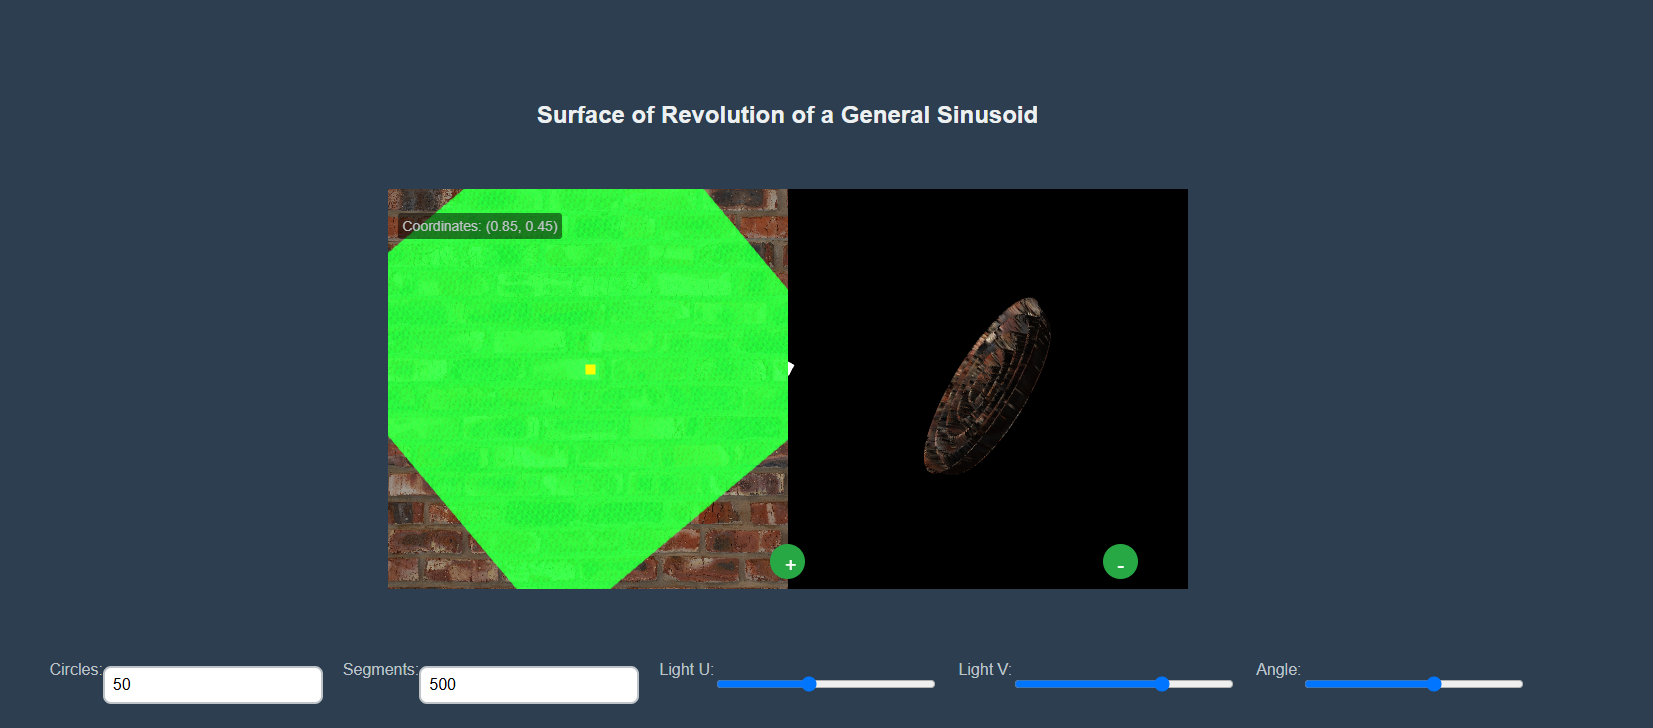 Surface of Revolution of a General Sinusoid
Coordinates: (0.85, 0.45)
+ -
Circles: 50 Segments: 500 Light U: Light V: Angle: